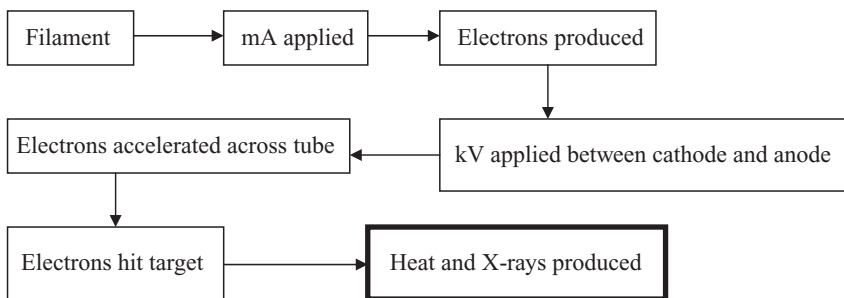 Filament
mA applied
Electrons produced
kV applied between cathode and anode
Electrons accelerated across tube
Electrons hit target
Heat and X-rays produced